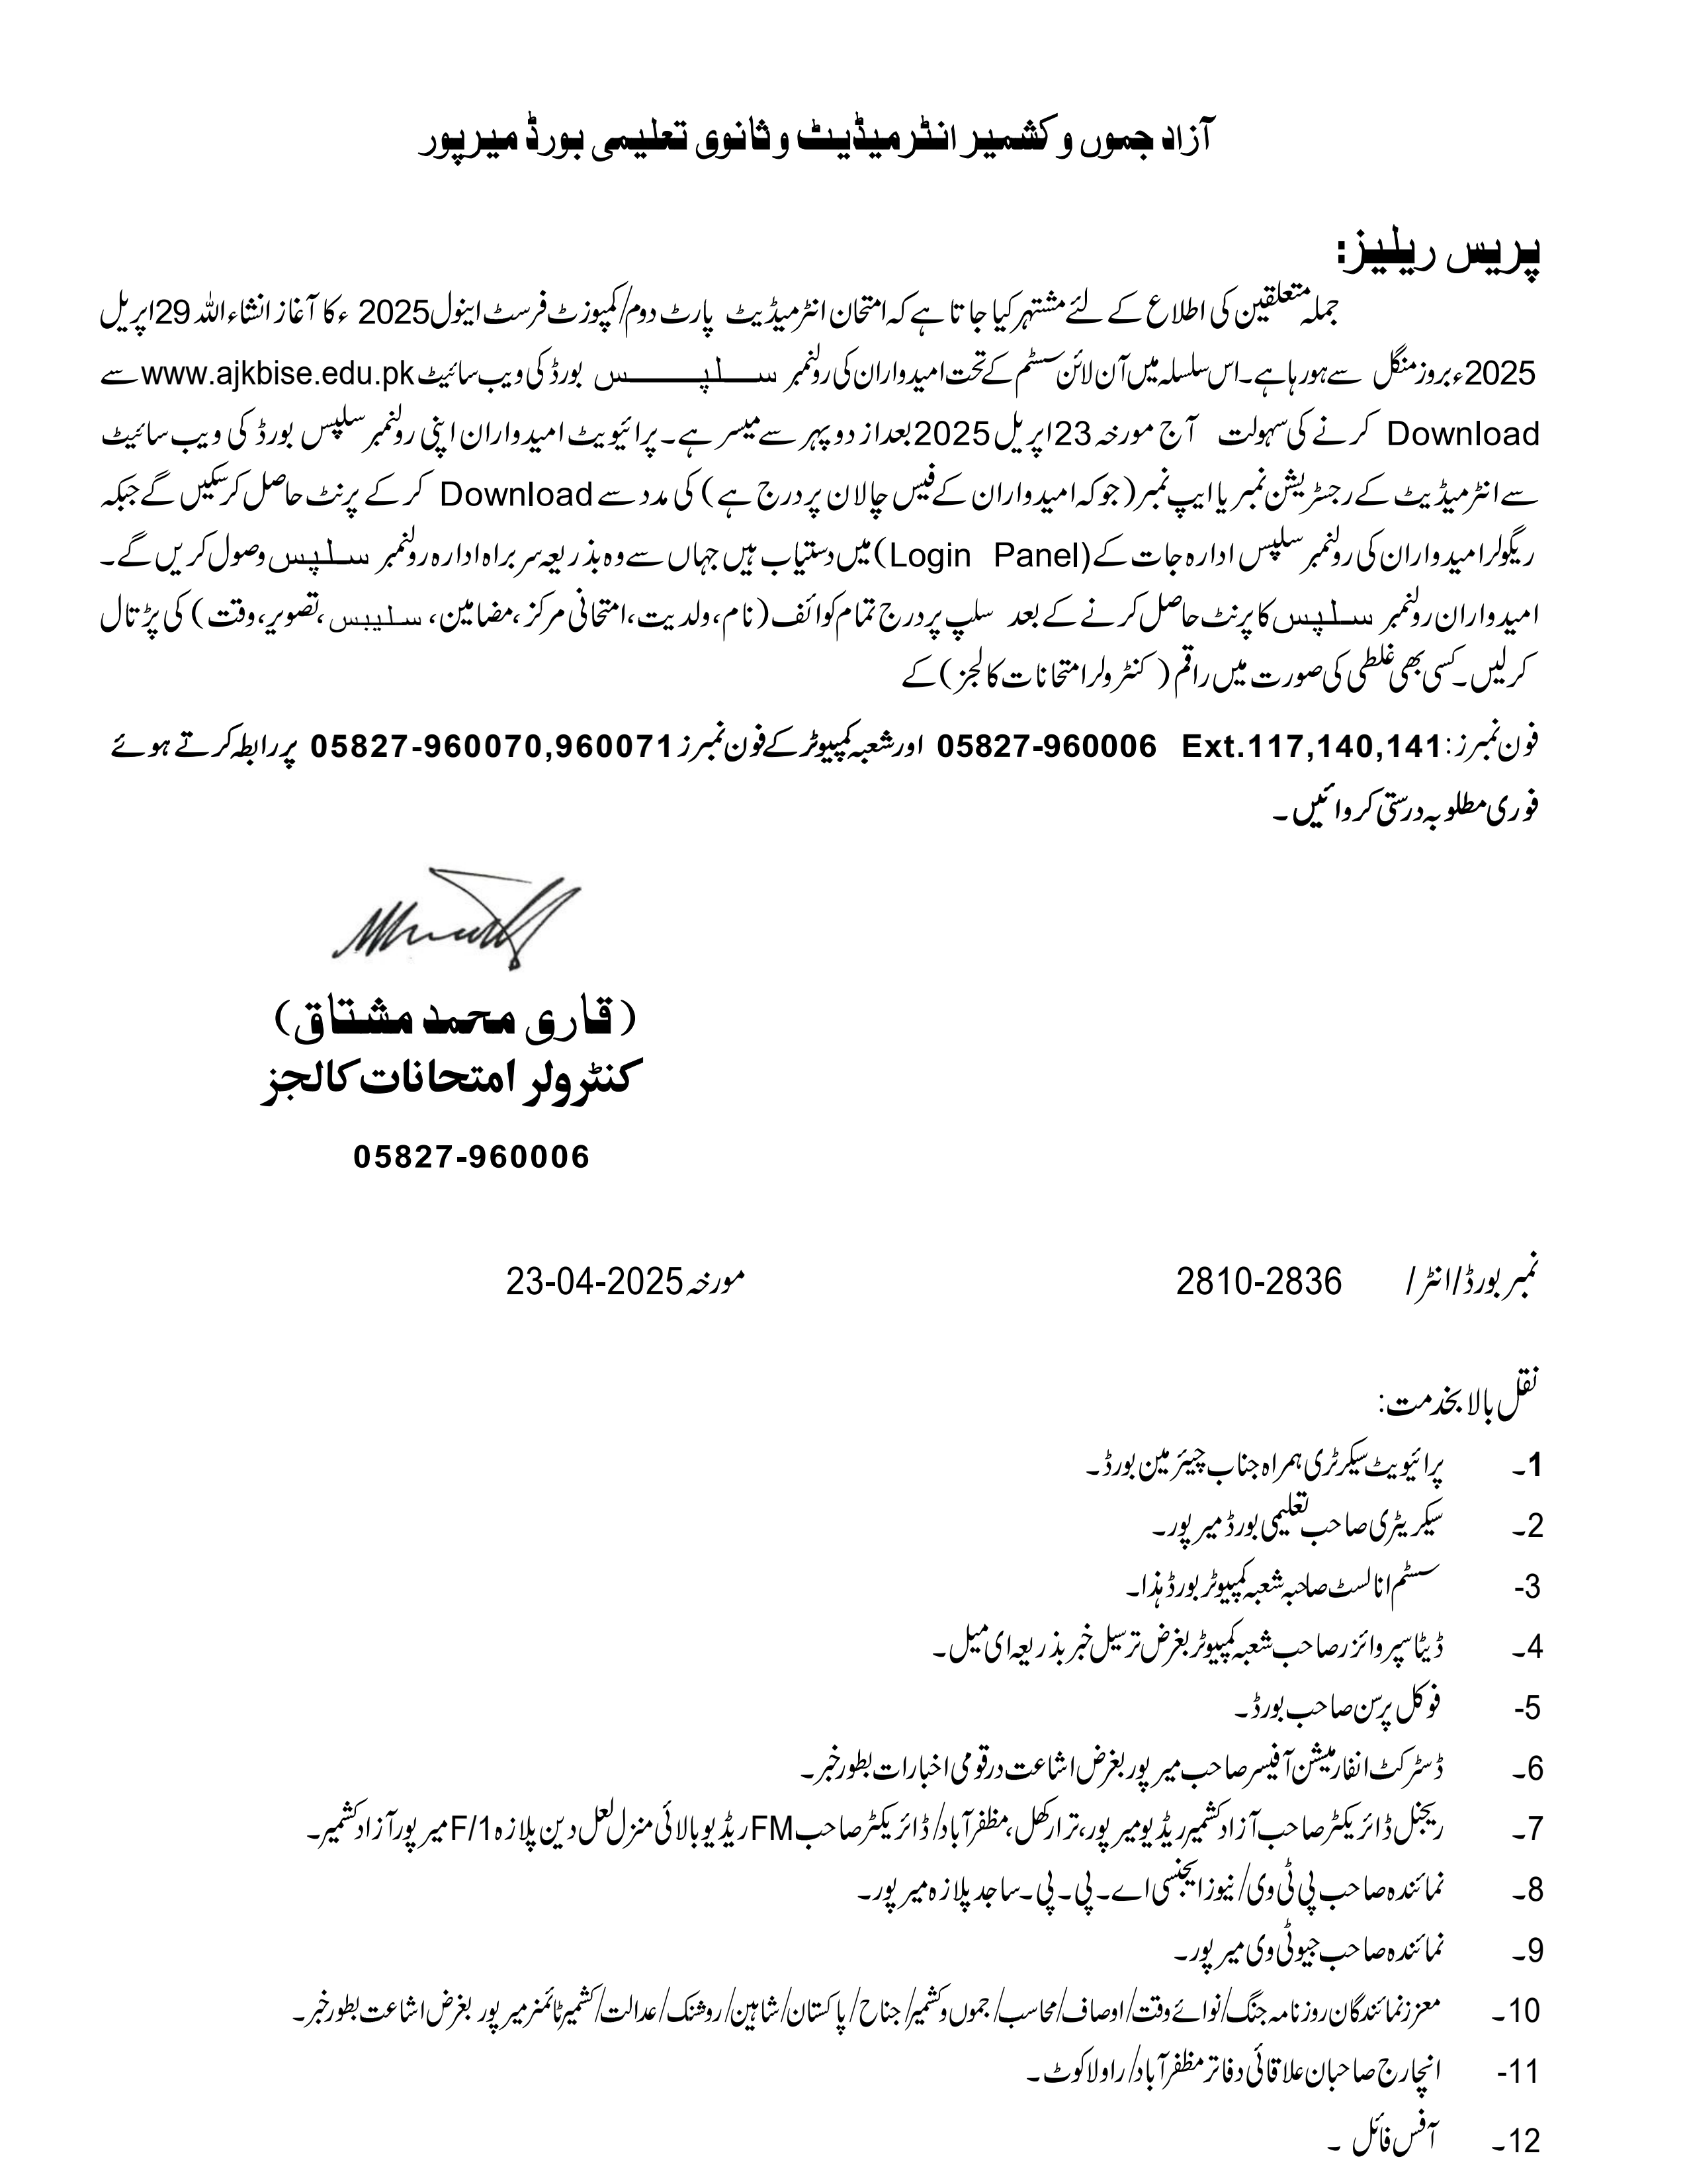 آزاد جموں و کشمیر انٹرمیڈیٹ و ثانوی تعلیمی بورڈ میرپور
پریس ریلیز:
جملہ متعلقین کی اطلاع کے لئے مشتہر کیا جاتا ہے کہ امتحان انٹرمیڈیٹ پارٹ دوم/کمپوزٹ فرسٹ اینول 2025ء کا آغاز انشاءاللہ 29 اپریل
2025ء بروز منگل سے ہو رہا ہے۔ اس سلسلہ میں آن لائن سسٹم کے تحت امیدواران کی رولنمبر سلپس بورڈ کی ویب سائیٹ www.ajkbise.edu.pk سے
Download کرنے کی سہولت آج مورخہ 23 اپریل 2025 بعد از دوپہر سے میسر ہے۔ پرائیویٹ امیدواران اپنی رولنمبر سلپس بورڈ کی ویب سائیٹ
سے انٹرمیڈیٹ کے رجسٹریشن نمبر یا ایپ نمبر (جو کہ امیدواران کے فیس چالان پر درج ہے) کی مدد سے Download کر کے پرنٹ حاصل کرسکیں گے جبکہ
ریگولر امیدواران کی رولنمبر سلپس ادارہ جات کے (Login Panel) میں دستیاب ہیں جہاں سے وہ بذریعہ سربراہ ادارہ رولنمبر سلپس وصول کریں گے۔
امیدواران رولنمبر سلپس کا پرنٹ حاصل کرنے کے بعد سلپ پر درج تمام کوائف (نام، ولدیت، امتحانی مرکز، مضامین، سلیبس، تصویر، وقت) کی پڑتال
کرلیں۔ کسی بھی غلطی کی صورت میں راقم (کنٹرولر امتحانات کالجز) کے
فون نمبرز: 05827-960006 Ext.117,140,141 اور شعبہ کمپیوٹر کے فون نمبرز 05827-960070,960071 پر رابطہ کرتے ہوئے
فوری مطلوبہ درستی کروائیں۔
(قاری محمد مشتاق)
کنٹرولر امتحانات کالجز
05827-960006
نمبر بورڈ/انٹر/ 2810-2836 مورخہ 23-04-2025
نقل بالا بخدمت:
1۔ پرائیویٹ سیکرٹری ہمراہ جناب چیئرمین بورڈ۔
2۔ سیکریٹری صاحب تعلیمی بورڈ میرپور۔
3- سسٹم انالسٹ صاحبہ شعبہ کمپیوٹر بورڈ ہذا۔
4۔ ڈیٹا سپروائزر صاحب شعبہ کمپیوٹر بغرض ترسیل خبر بذریعہ ای میل۔
5- فوکل پرسن صاحب بورڈ۔
6۔ ڈسٹرکٹ انفارمیشن آفیسر صاحب میرپور بغرض اشاعت در قومی اخبارات بطور خبر۔
7۔ ریجنل ڈائریکٹر صاحب آزاد کشمیر ریڈیو میرپور، تراڑکھل، مظفرآباد/ڈائریکٹر صاحب FM ریڈیو بالائی منزل لعل دین پلازہ F/1 میرپور آزاد کشمیر۔
8۔ نمائندہ صاحب پی ٹی وی/نیوز ایجنسی اے۔پی۔پی۔ساجد پلازہ میرپور۔
9۔ نمائندہ صاحب جیو ٹی وی میرپور۔
10۔ معزز نمائندگان روزنامہ جنگ/نوائے وقت/اوصاف/محاسب/جموں و کشمیر/جناح/پاکستان/شاہین/روشنک/عدالت/کشمیر ٹائمنر میرپور بغرض اشاعت بطور خبر۔
11- انچارج صاحبان علاقائی دفاتر مظفرآباد/راولاکوٹ۔
12۔ آفس فائل ۔